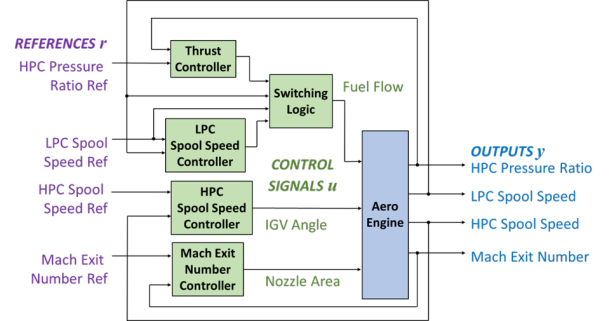 REFERENCES r
HPC Pressure
Ratio Ref
LPC Spool
Speed Ref
HPC Spool
Speed Ref
Mach Exit
Number Ref
Thrust
Controller
LPC
Spool Speed
Controller
HPC
Spool Speed
Controller
Mach Exit
Number
Controller
Switching
Logic
Fuel Flow
CONTROL
SIGNALS u
IGV Angle
Nozzle Area
Aero
Engine
OUTPUTS y
HPC Pressure Ratio
LPC Spool Speed
HPC Spool Speed
Mach Exit Number